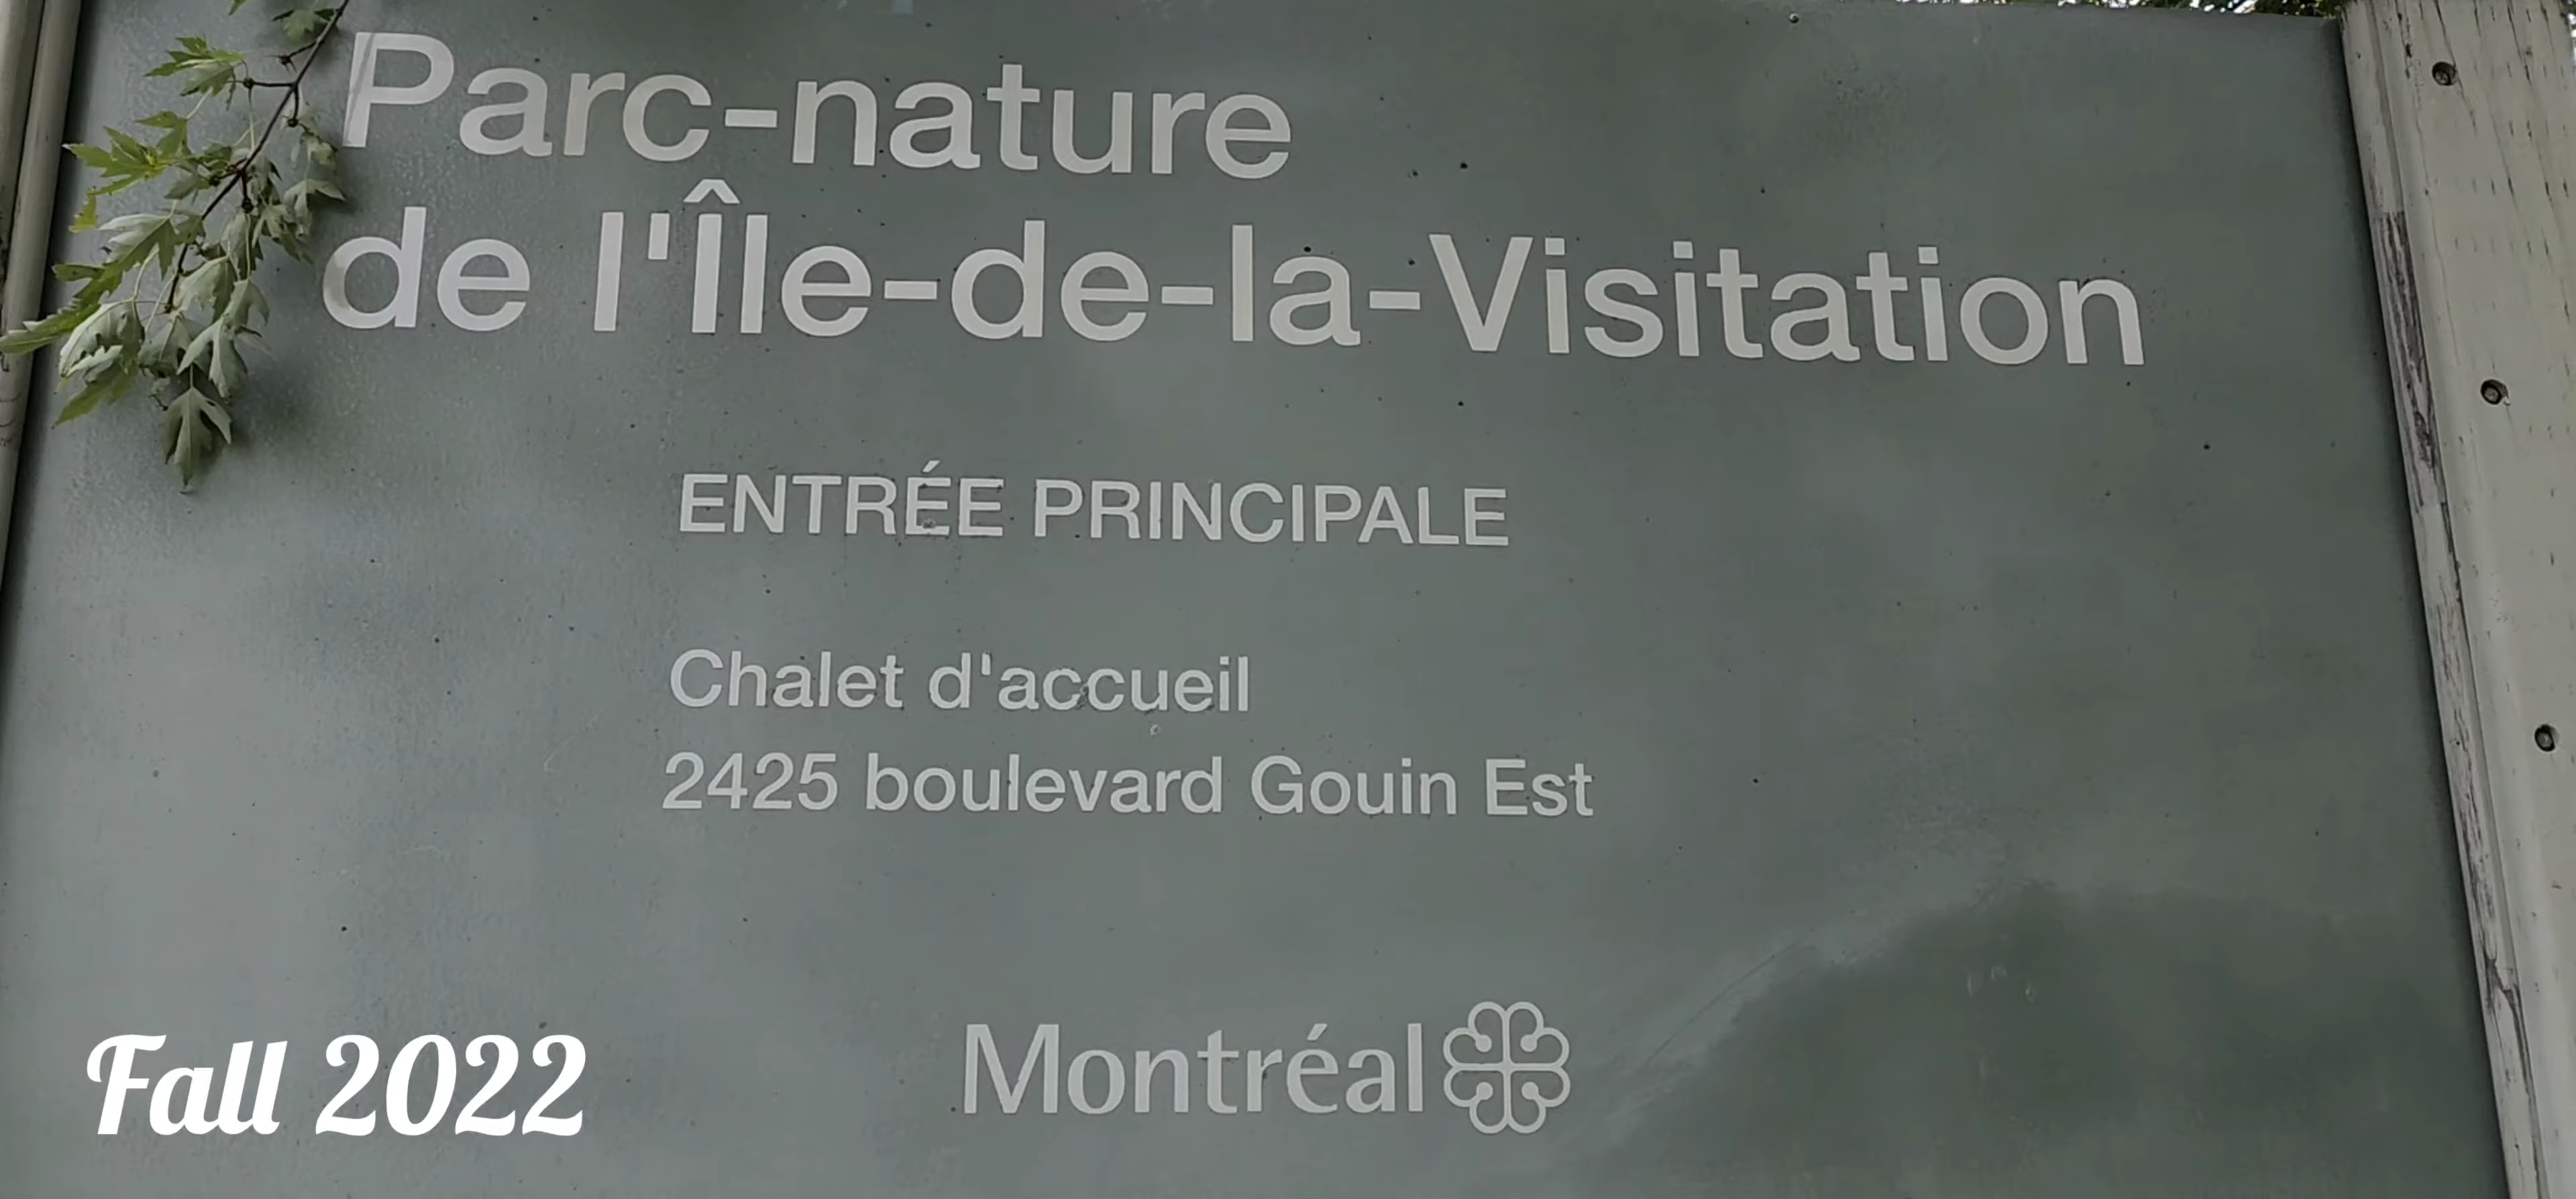 Parc-nature
de l'Île-de-la-Visitation
ENTRÉE PRINCIPALE
Chalet d'accueil
2425 boulevard Gouin Est
Montréal
Fall 2022